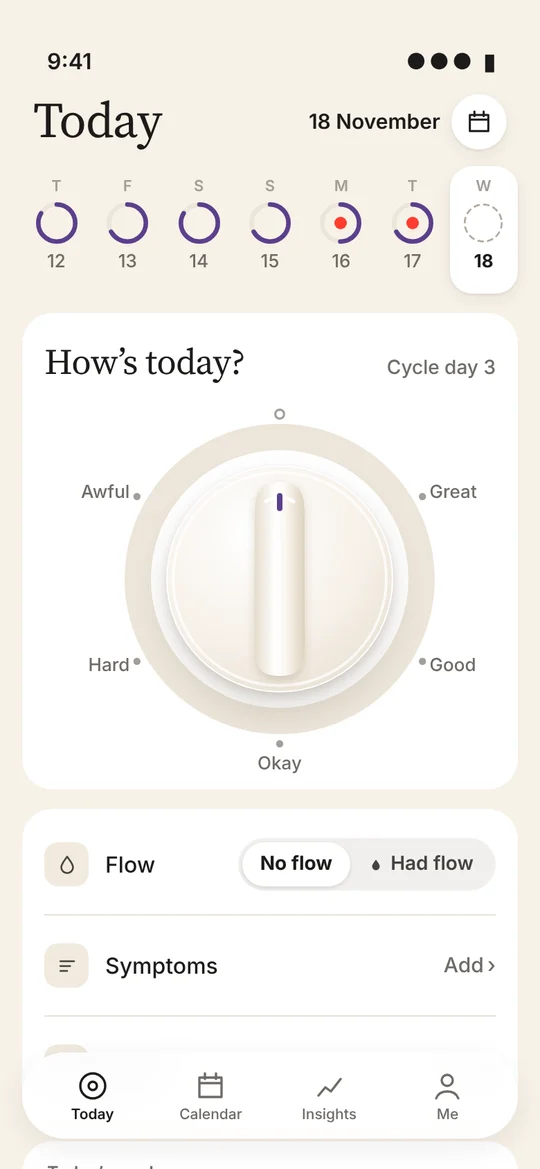 9:41
Today
18 November
T F S S M T W
12 13 14 15 16 17 18
How’s today?
Cycle day 3
Awful
Great
Hard
Good
Okay
Flow
No flow
Had flow
Symptoms
Add ›
Today Calendar Insights Me